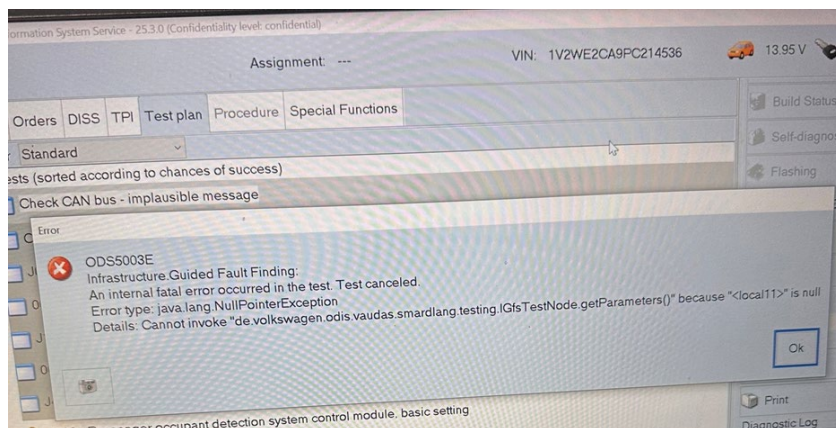 ormation System Service - 25.3.0 (Confidentiality level: confidential)
Assignment: ---
VIN: 1V2WE2CA9PC214536
13.95 V
Orders DISS TPI Test plan Procedure Special Functions
Build Status
Standard
Self-diagnos
ests (sorted according to chances of success)
Flashing
Check CAN bus - implausible message
Error
ODS5003E
Infrastructure.Guided Fault Finding:
An internal fatal error occurred in the test. Test canceled.
Error type: java.lang.NullPointerException
Details: Cannot invoke "de.volkswagen.odis.vaudas.smardlang.testing.IGfsTestNode.getParameters()" because "<local11>" is null
Ok
Print
occupant detection system control module. basic setting
Diagnostic Log